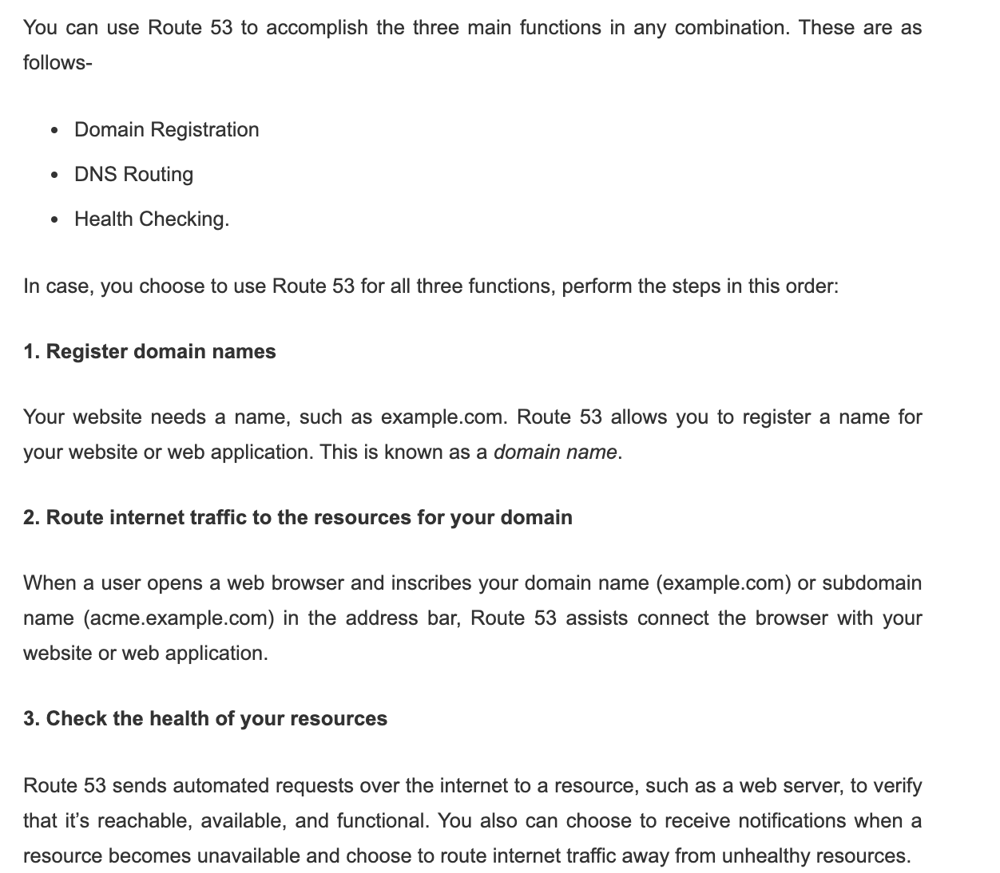 You can use Route 53 to accomplish the three main functions in any combination. These are as
follows-
• Domain Registration
• DNS Routing
• Health Checking.
In case, you choose to use Route 53 for all three functions, perform the steps in this order:
1. Register domain names
Your website needs a name, such as example.com. Route 53 allows you to register a name for
your website or web application. This is known as a domain name.
2. Route internet traffic to the resources for your domain
When a user opens a web browser and inscribes your domain name (example.com) or subdomain
name (acme.example.com) in the address bar, Route 53 assists connect the browser with your
website or web application.
3. Check the health of your resources
Route 53 sends automated requests over the internet to a resource, such as a web server, to verify
that it’s reachable, available, and functional. You also can choose to receive notifications when a
resource becomes unavailable and choose to route internet traffic away from unhealthy resources.